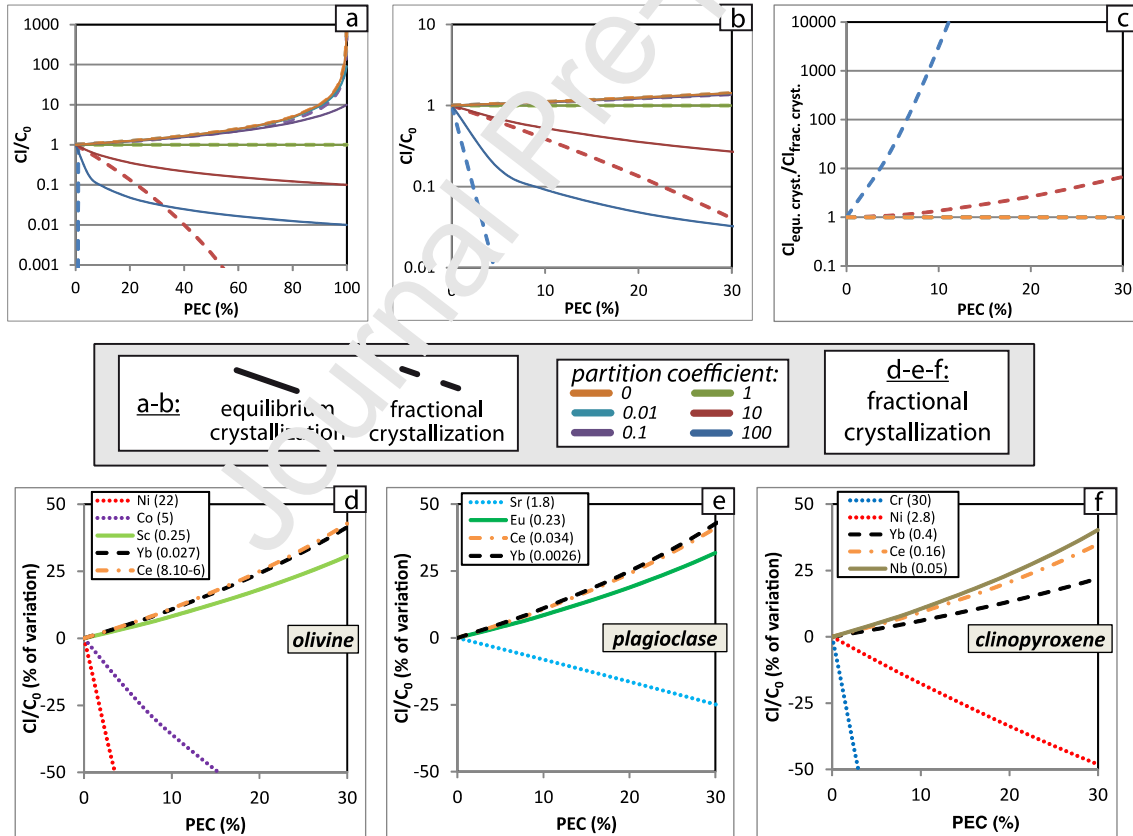 a
1000
100
10
1
0.1
0.01
0.001
Cl/C0
0 20 40 60 80 100
PEC (%)
b
10
1
0.1
0.01
Cl/C0
0 10 20 30
PEC (%)
c
10000
1000
100
10
1
0.1
Clequ. cryst./Clfrac. cryst.
0 10 20 30
PEC (%)
Journal Pre-
a-b:
equilibrium
crystallization
fractional
crystallization
partition coefficient:
0 1
0.01 10
0.1 100
d-e-f:
fractional
crystallization
d
Ni (22)
Co (5)
Sc (0.25)
Yb (0.027)
Ce (8.10-6)
50
25
0
-25
-50
Cl/C0 (% of variation)
olivine
0 10 20 30
PEC (%)
e
Sr (1.8)
Eu (0.23)
Ce (0.034)
Yb (0.0026)
50
25
0
-25
-50
Cl/C0 (% of variation)
plagioclase
0 10 20 30
PEC (%)
f
Cr (30)
Ni (2.8)
Yb (0.4)
Ce (0.16)
Nb (0.05)
50
25
0
-25
-50
Cl/C0 (% of variation)
clinopyroxene
0 10 20 30
PEC (%)